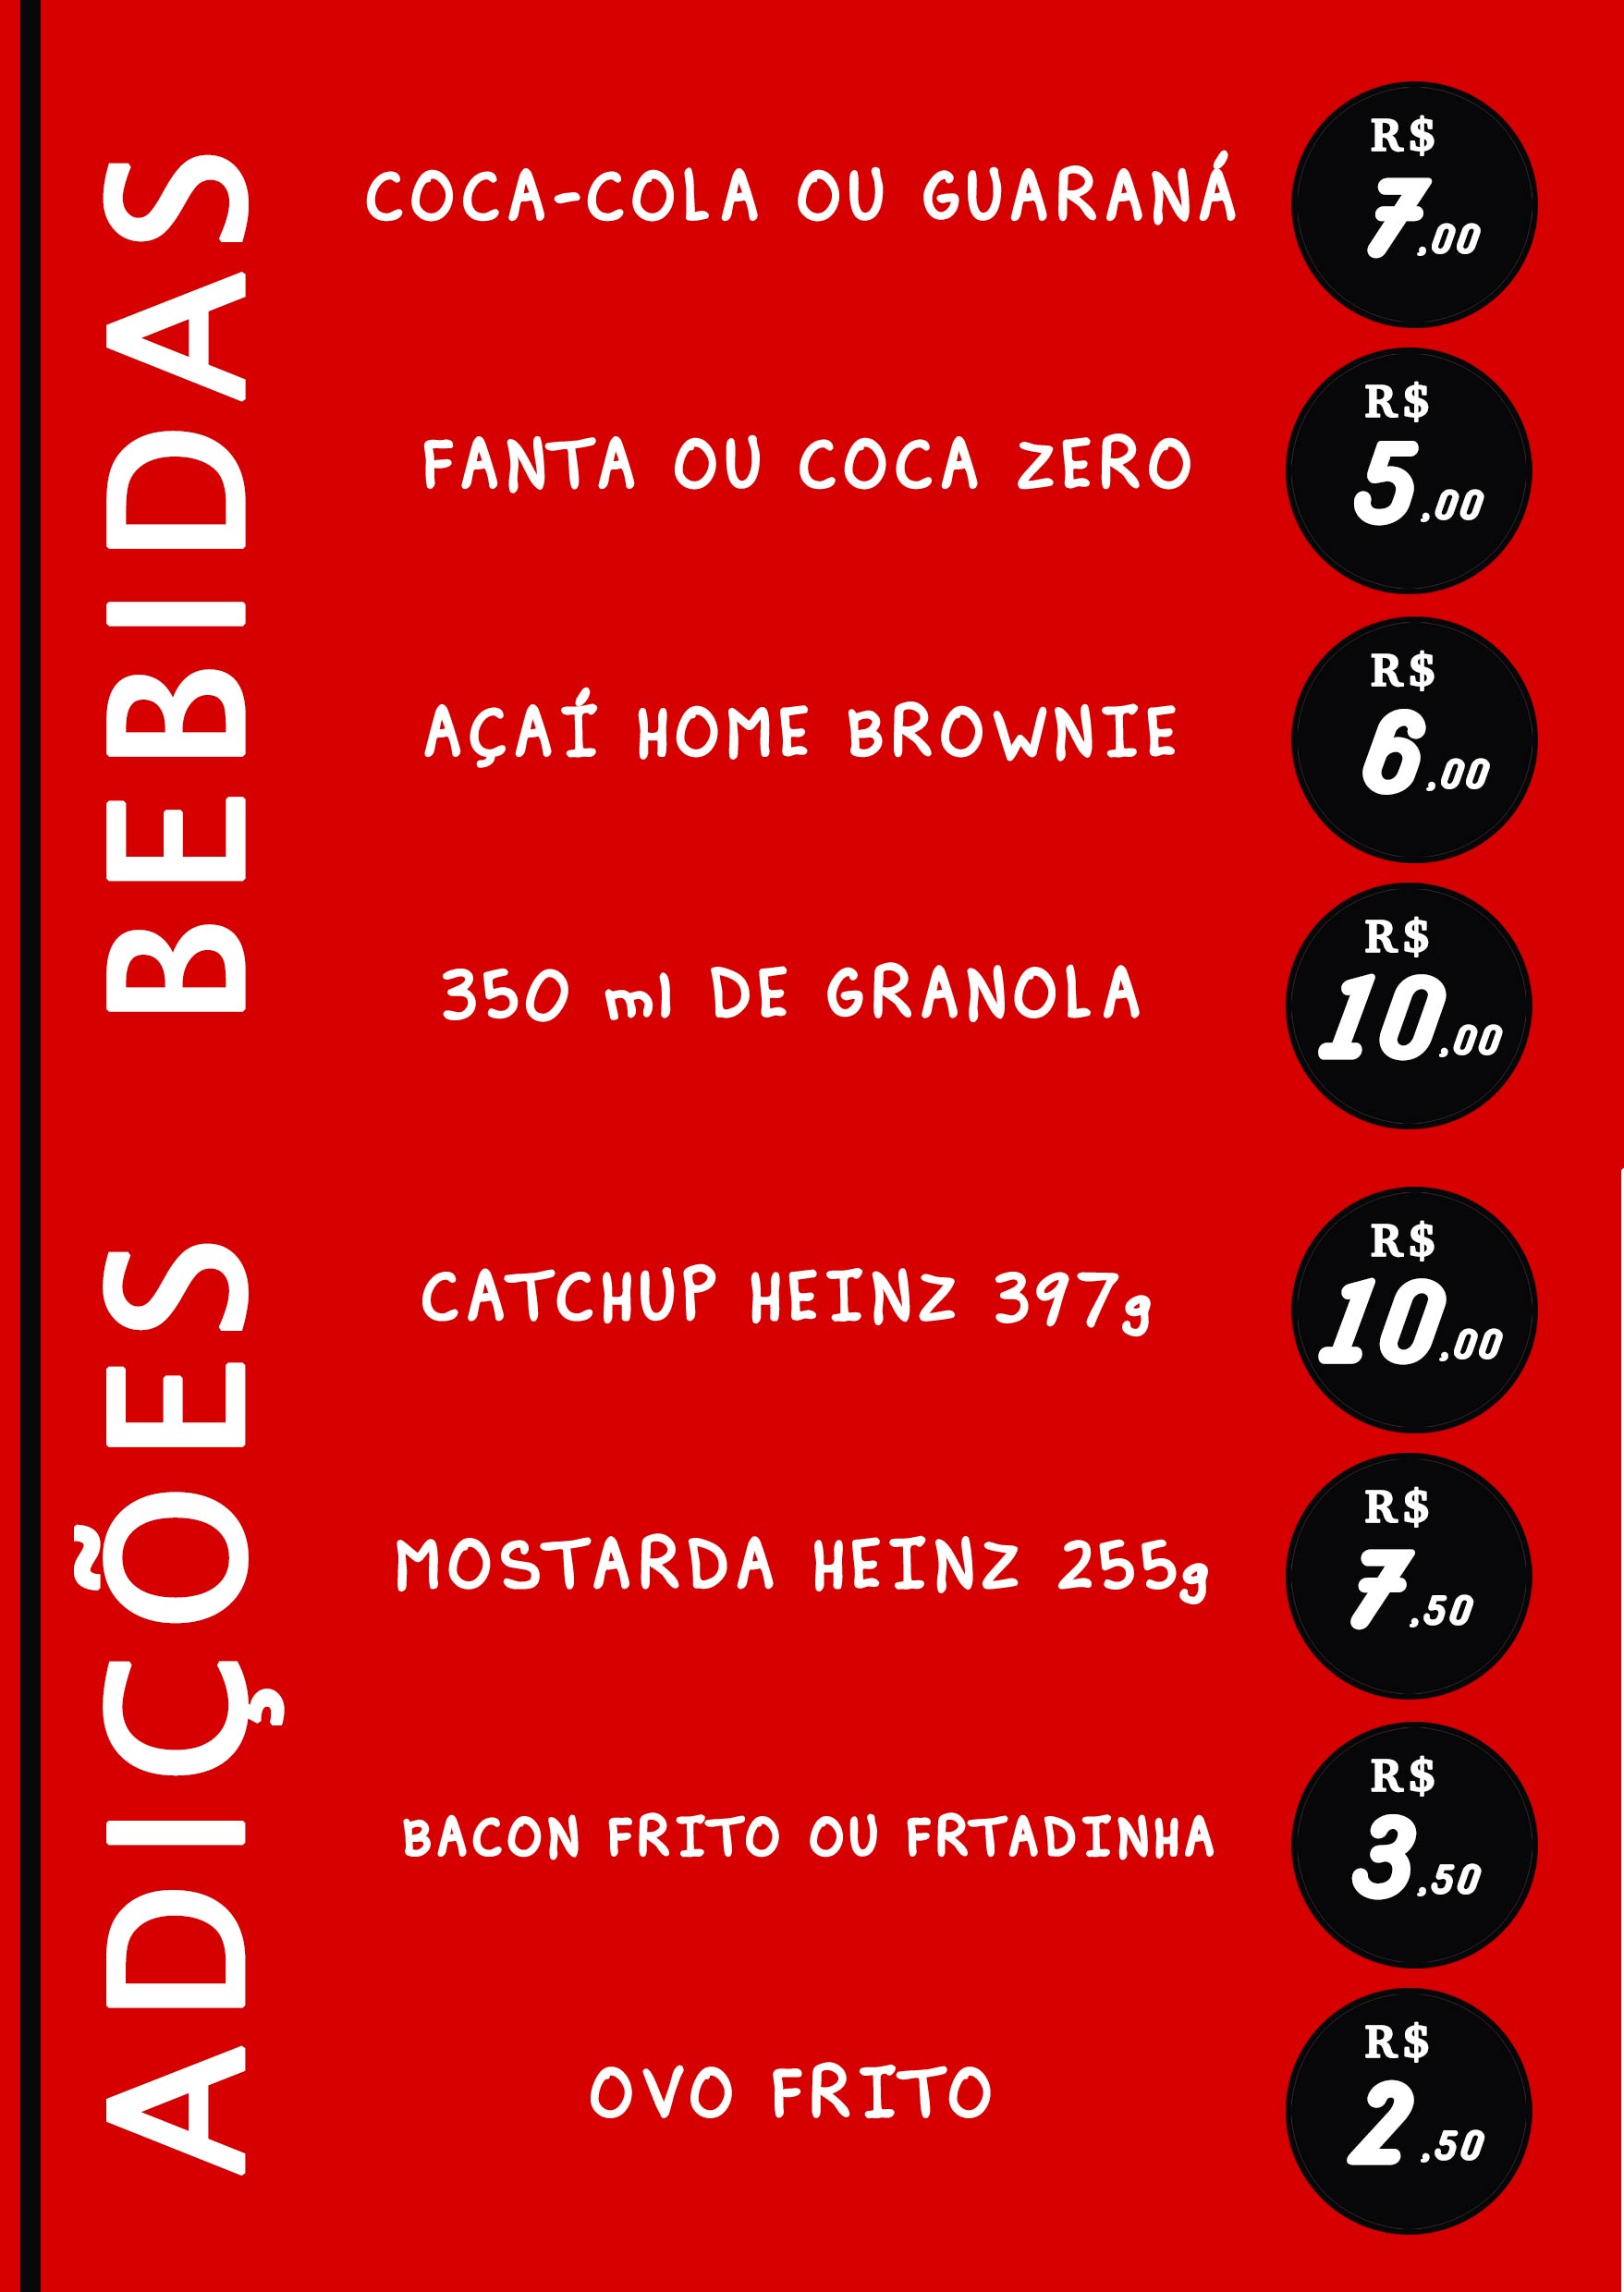 BEBIDAS
COCA-COLA OU GUARANÁ
R$
7,00
FANTA OU COCA ZERO
R$
5,00
AÇAÍ HOME BROWNIE
R$
6,00
350 ml DE GRANOLA
R$
10,00
ADIÇÕES
CATCHUP HEINZ 397g
R$
10,00
MOSTARDA HEINZ 255g
R$
7,50
BACON FRITO OU FRTADINHA
R$
3,50
OVO FRITO
R$
2,50